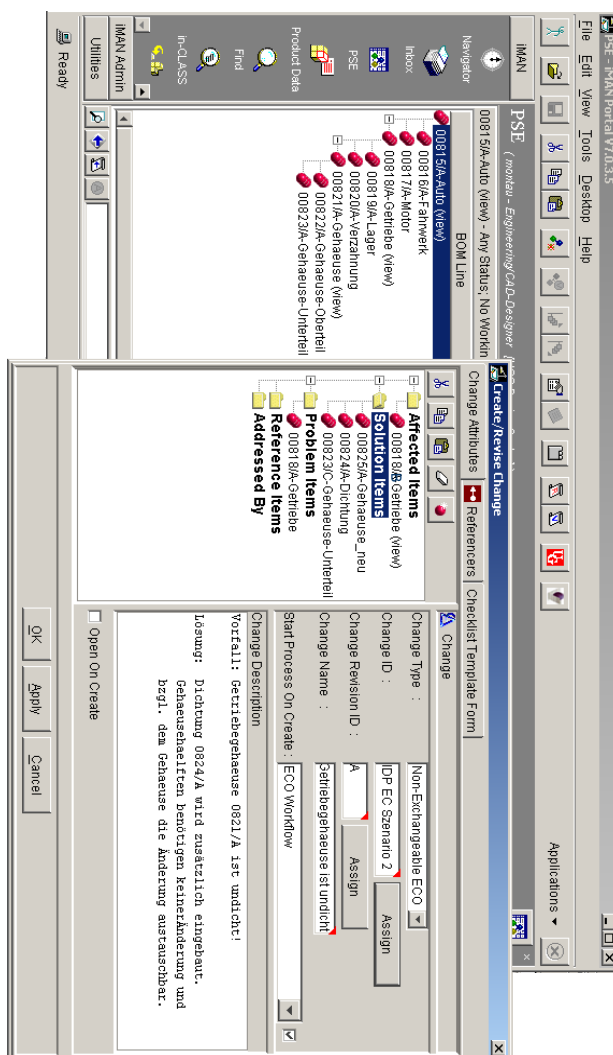 PSE - iMAN Portal V7.0.3.5
File Edit View Tools Desktop Help
Applications
iMAN
PSE ( montau - Engineering/CAD-Designer
00815/A-Auto (view) - Any Status; No Workin
BOM Line
Navigator
Inbox
PSE
Product Data
Find
in-CLASS
iMAN Admin
Utilities
Ready
00815/A-Auto (view)
00816/A-Fahrwerk
00817/A-Motor
00818/A-Getriebe (view)
00819/A-Lager
00820/A-Verzahnung
00821/A-Gehaeuse (view)
00822/A-Gehaeuse-Oberteil
00823/A-Gehaeuse-Unterteil
Create/Revise Change
Change Attributes Referencers Checklist Template Form
Affected Items
00818/B-Getriebe (view)
Solution Items
00825/A-Gehaeuse_neu
00824/A-Dichtung
00823/C-Gehaeuse-Unterteil
Problem Items
00818/A-Getriebe
Reference Items
Addressed By
Change
Change Type : Non-Exchangeable ECO
Change ID : IDP EC Szenario 2 Assign
Change Revision ID : A Assign
Change Name : Getriebegehaeuse ist undicht
Start Process On Create : ECO Workflow
Change Description
Vorfall: Getriebegehaeuse 0821/A ist undicht!
Lösung: Dichtung 0824/A wird zusätzlich eingebaut.
Gehaeusehaelften benötigen keinerÄnderung und
bzgl. dem Gehaeuse die Änderung austauschbar.
Open On Create
OK Apply Cancel